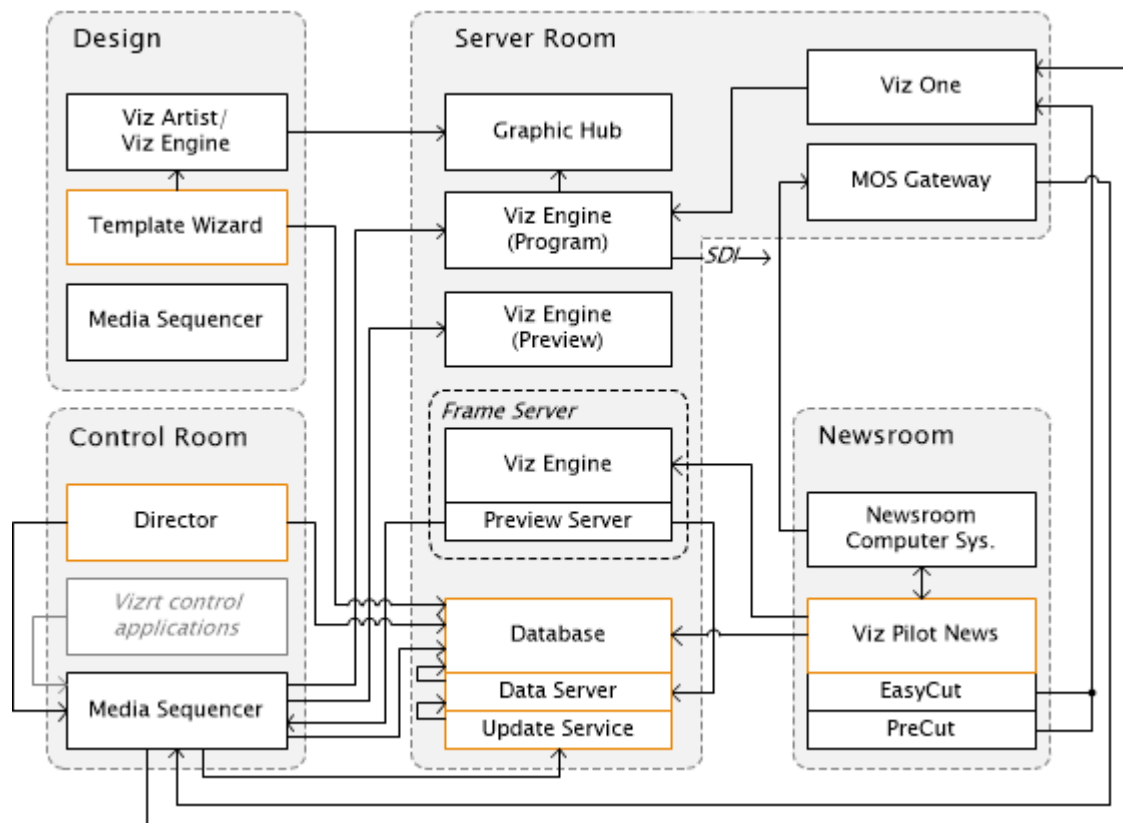 Design
Viz Artist/
Viz Engine
Template Wizard
Media Sequencer
Server Room
Graphic Hub
Viz Engine
(Program)
SDI
Viz Engine
(Preview)
Frame Server
Viz Engine
Preview Server
Database
Data Server
Update Service
Viz One
MOS Gateway
Control Room
Director
Vizrt control
applications
Media Sequencer
Newsroom
Newsroom
Computer Sys.
Viz Pilot News
EasyCut
PreCut